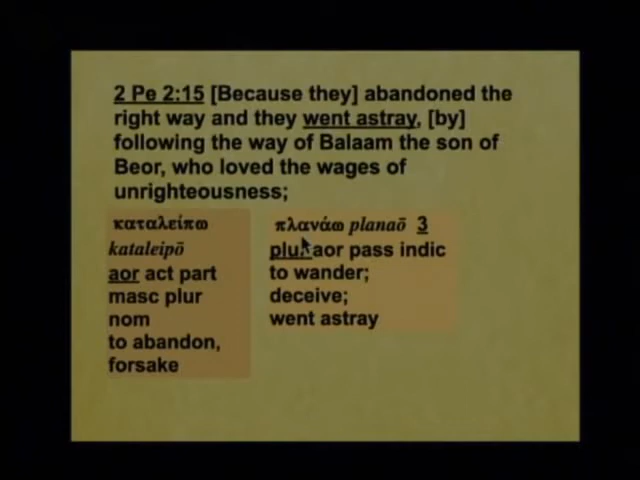 2 Pe 2:15 [Because they] abandoned the
right way and they went astray, [by]
following the way of Balaam the son of
Beor, who loved the wages of
unrighteousness;
καταλείπω
kataleipō
aor act part
masc plur
nom
to abandon,
forsake
πλανάω planaō 3
plur aor pass indic
to wander;
deceive;
went astray